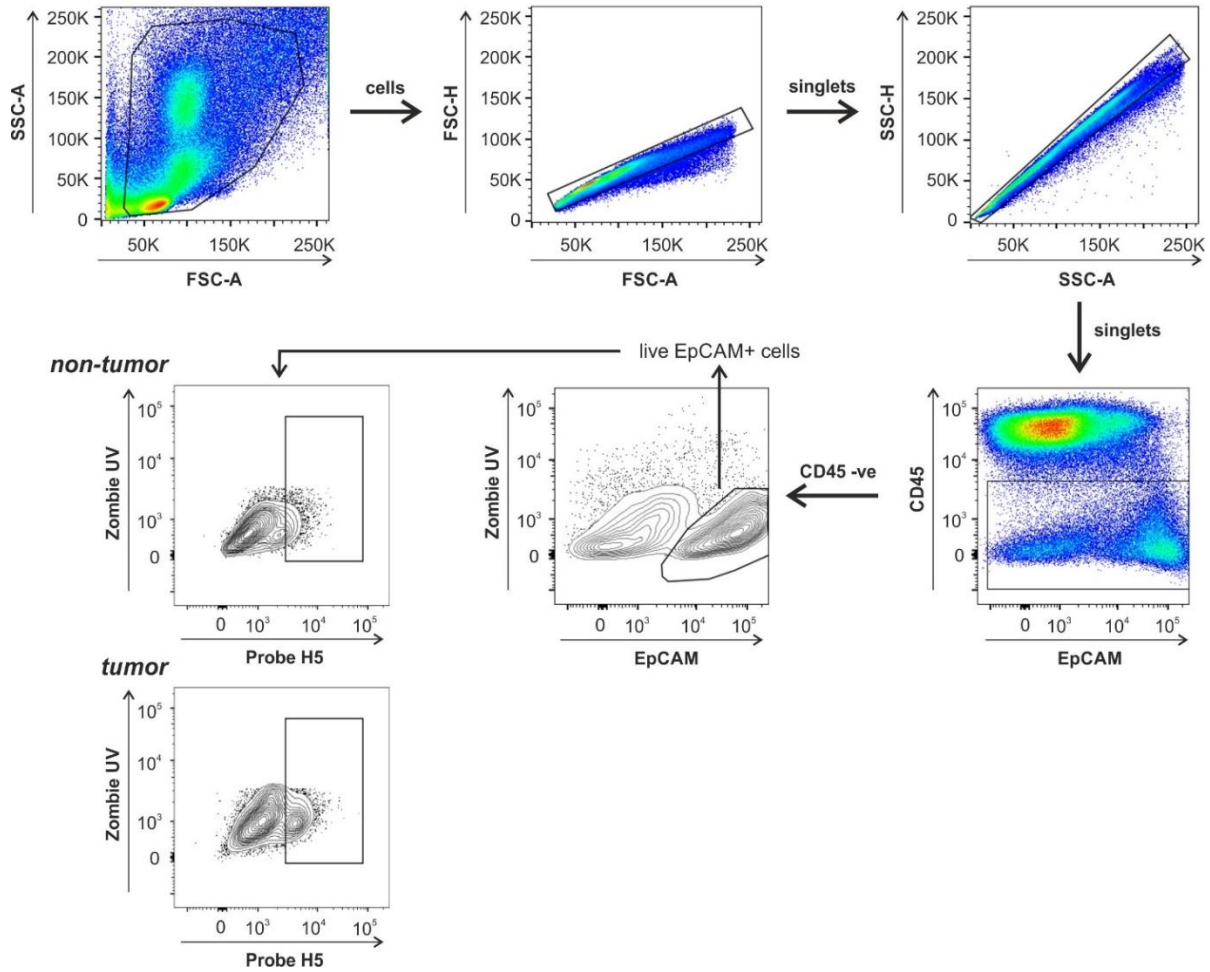 250K
200K
150K
100K
50K
0
SSC-A
50K 150K 250K
FSC-A
cells
250K
200K
150K
100K
50K
0
FSC-H
50K 150K 250K
FSC-A
singlets
250K
200K
150K
100K
50K
0
SSC-H
50K 150K 250K
SSC-A
singlets
non-tumor
live EpCAM+ cells
10⁵
10⁴
10³
0
Zombie UV
0 10³ 10⁴ 10⁵
Probe H5
10⁵
10⁴
10³
0
Zombie UV
0 10³ 10⁴ 10⁵
EpCAM
CD45 -ve
10⁵
10⁴
10³
0
CD45
0 10³ 10⁴ 10⁵
EpCAM
tumor
10⁵
10⁴
10³
0
Zombie UV
0 10³ 10⁴ 10⁵
Probe H5